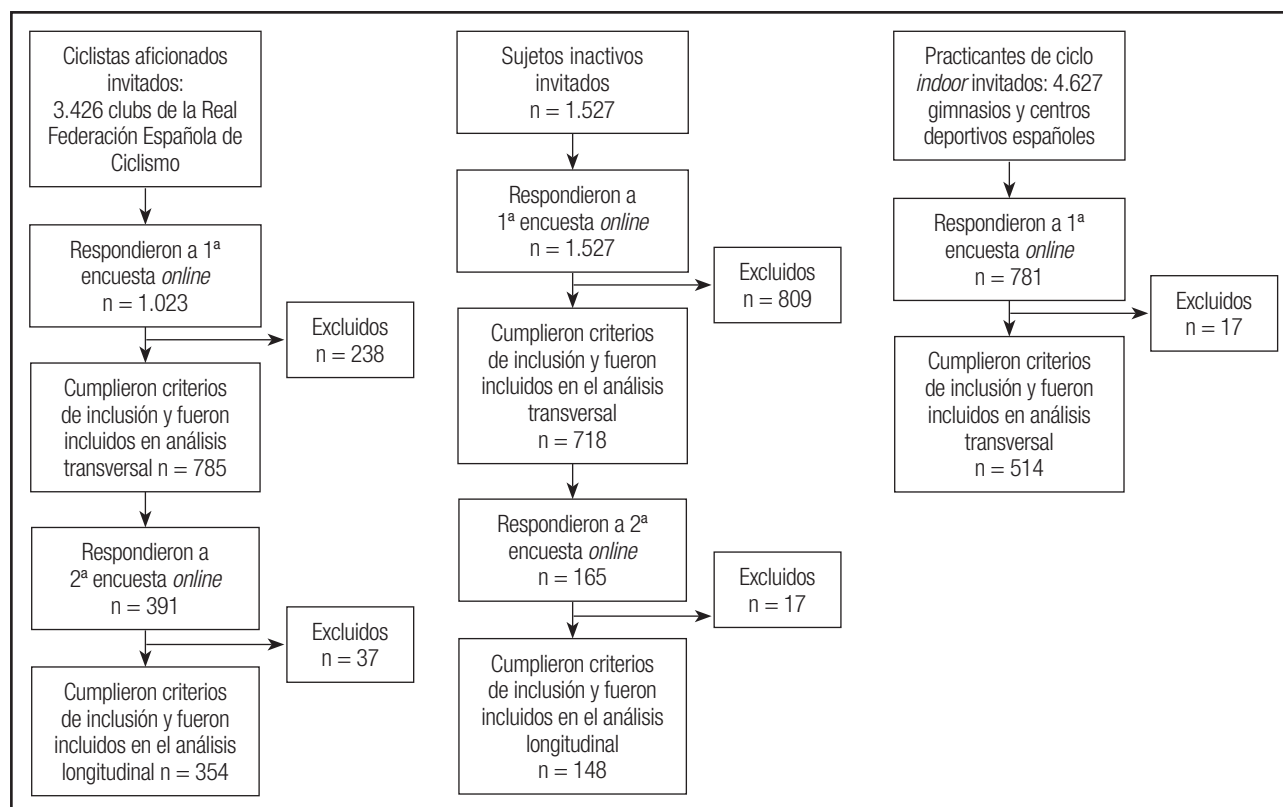 Ciclistas aficionados
invitados:
3.426 clubs de la Real
Federación Española de
Ciclismo
Respondieron a 1ª
encuesta online
n = 1.023
Excluidos
n = 238
Cumplieron criterios
de inclusión y fueron
incluidos en análisis
transversal n = 785
Respondieron a
2ª encuesta online
n = 391
Excluidos
n = 37
Cumplieron criterios
de inclusión y fueron
incluidos en el análisis
longitudinal n = 354
Sujetos inactivos
invitados
n = 1.527
Respondieron a
1ª encuesta online
n = 1.527
Excluidos
n = 809
Cumplieron criterios
de inclusión y fueron
incluidos en el análisis
transversal
n = 718
Respondieron a 2ª
encuesta online
n = 165
Excluidos
n = 17
Cumplieron criterios
de inclusión y fueron
incluidos en el análisis
longitudinal
n = 148
Practicantes de ciclo
indoor invitados: 4.627
gimnasios y centros
deportivos españoles
Respondieron a 1ª
encuesta online
n = 781
Excluidos
n = 17
Cumplieron criterios
de inclusión y fueron
incluidos en análisis
transversal
n = 514